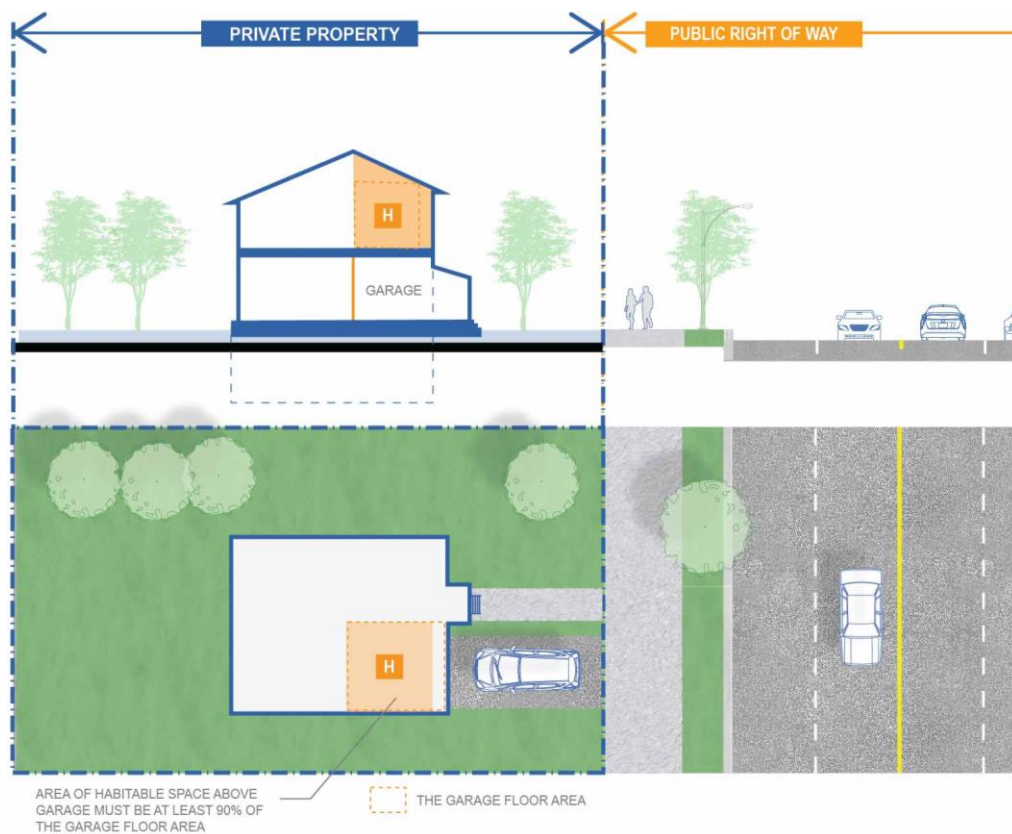 PRIVATE PROPERTY
PUBLIC RIGHT OF WAY
H
GARAGE
H
AREA OF HABITABLE SPACE ABOVE
GARAGE MUST BE AT LEAST 90% OF
THE GARAGE FLOOR AREA
THE GARAGE FLOOR AREA